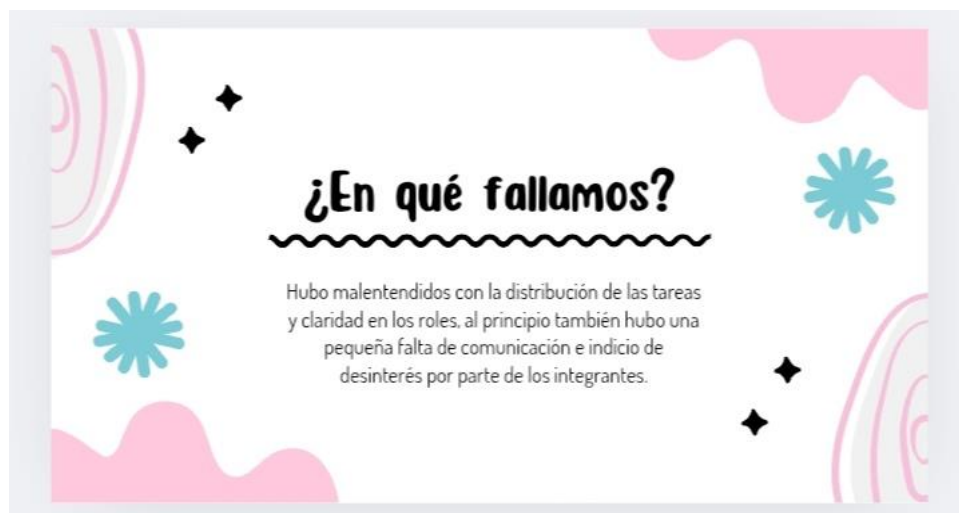 ¿En qué fallamos?
Hubo malentendidos con la distribución de las tareas
y claridad en los roles, al principio también hubo una
pequeña falta de comunicación e indicio de
desinterés por parte de los integrantes.